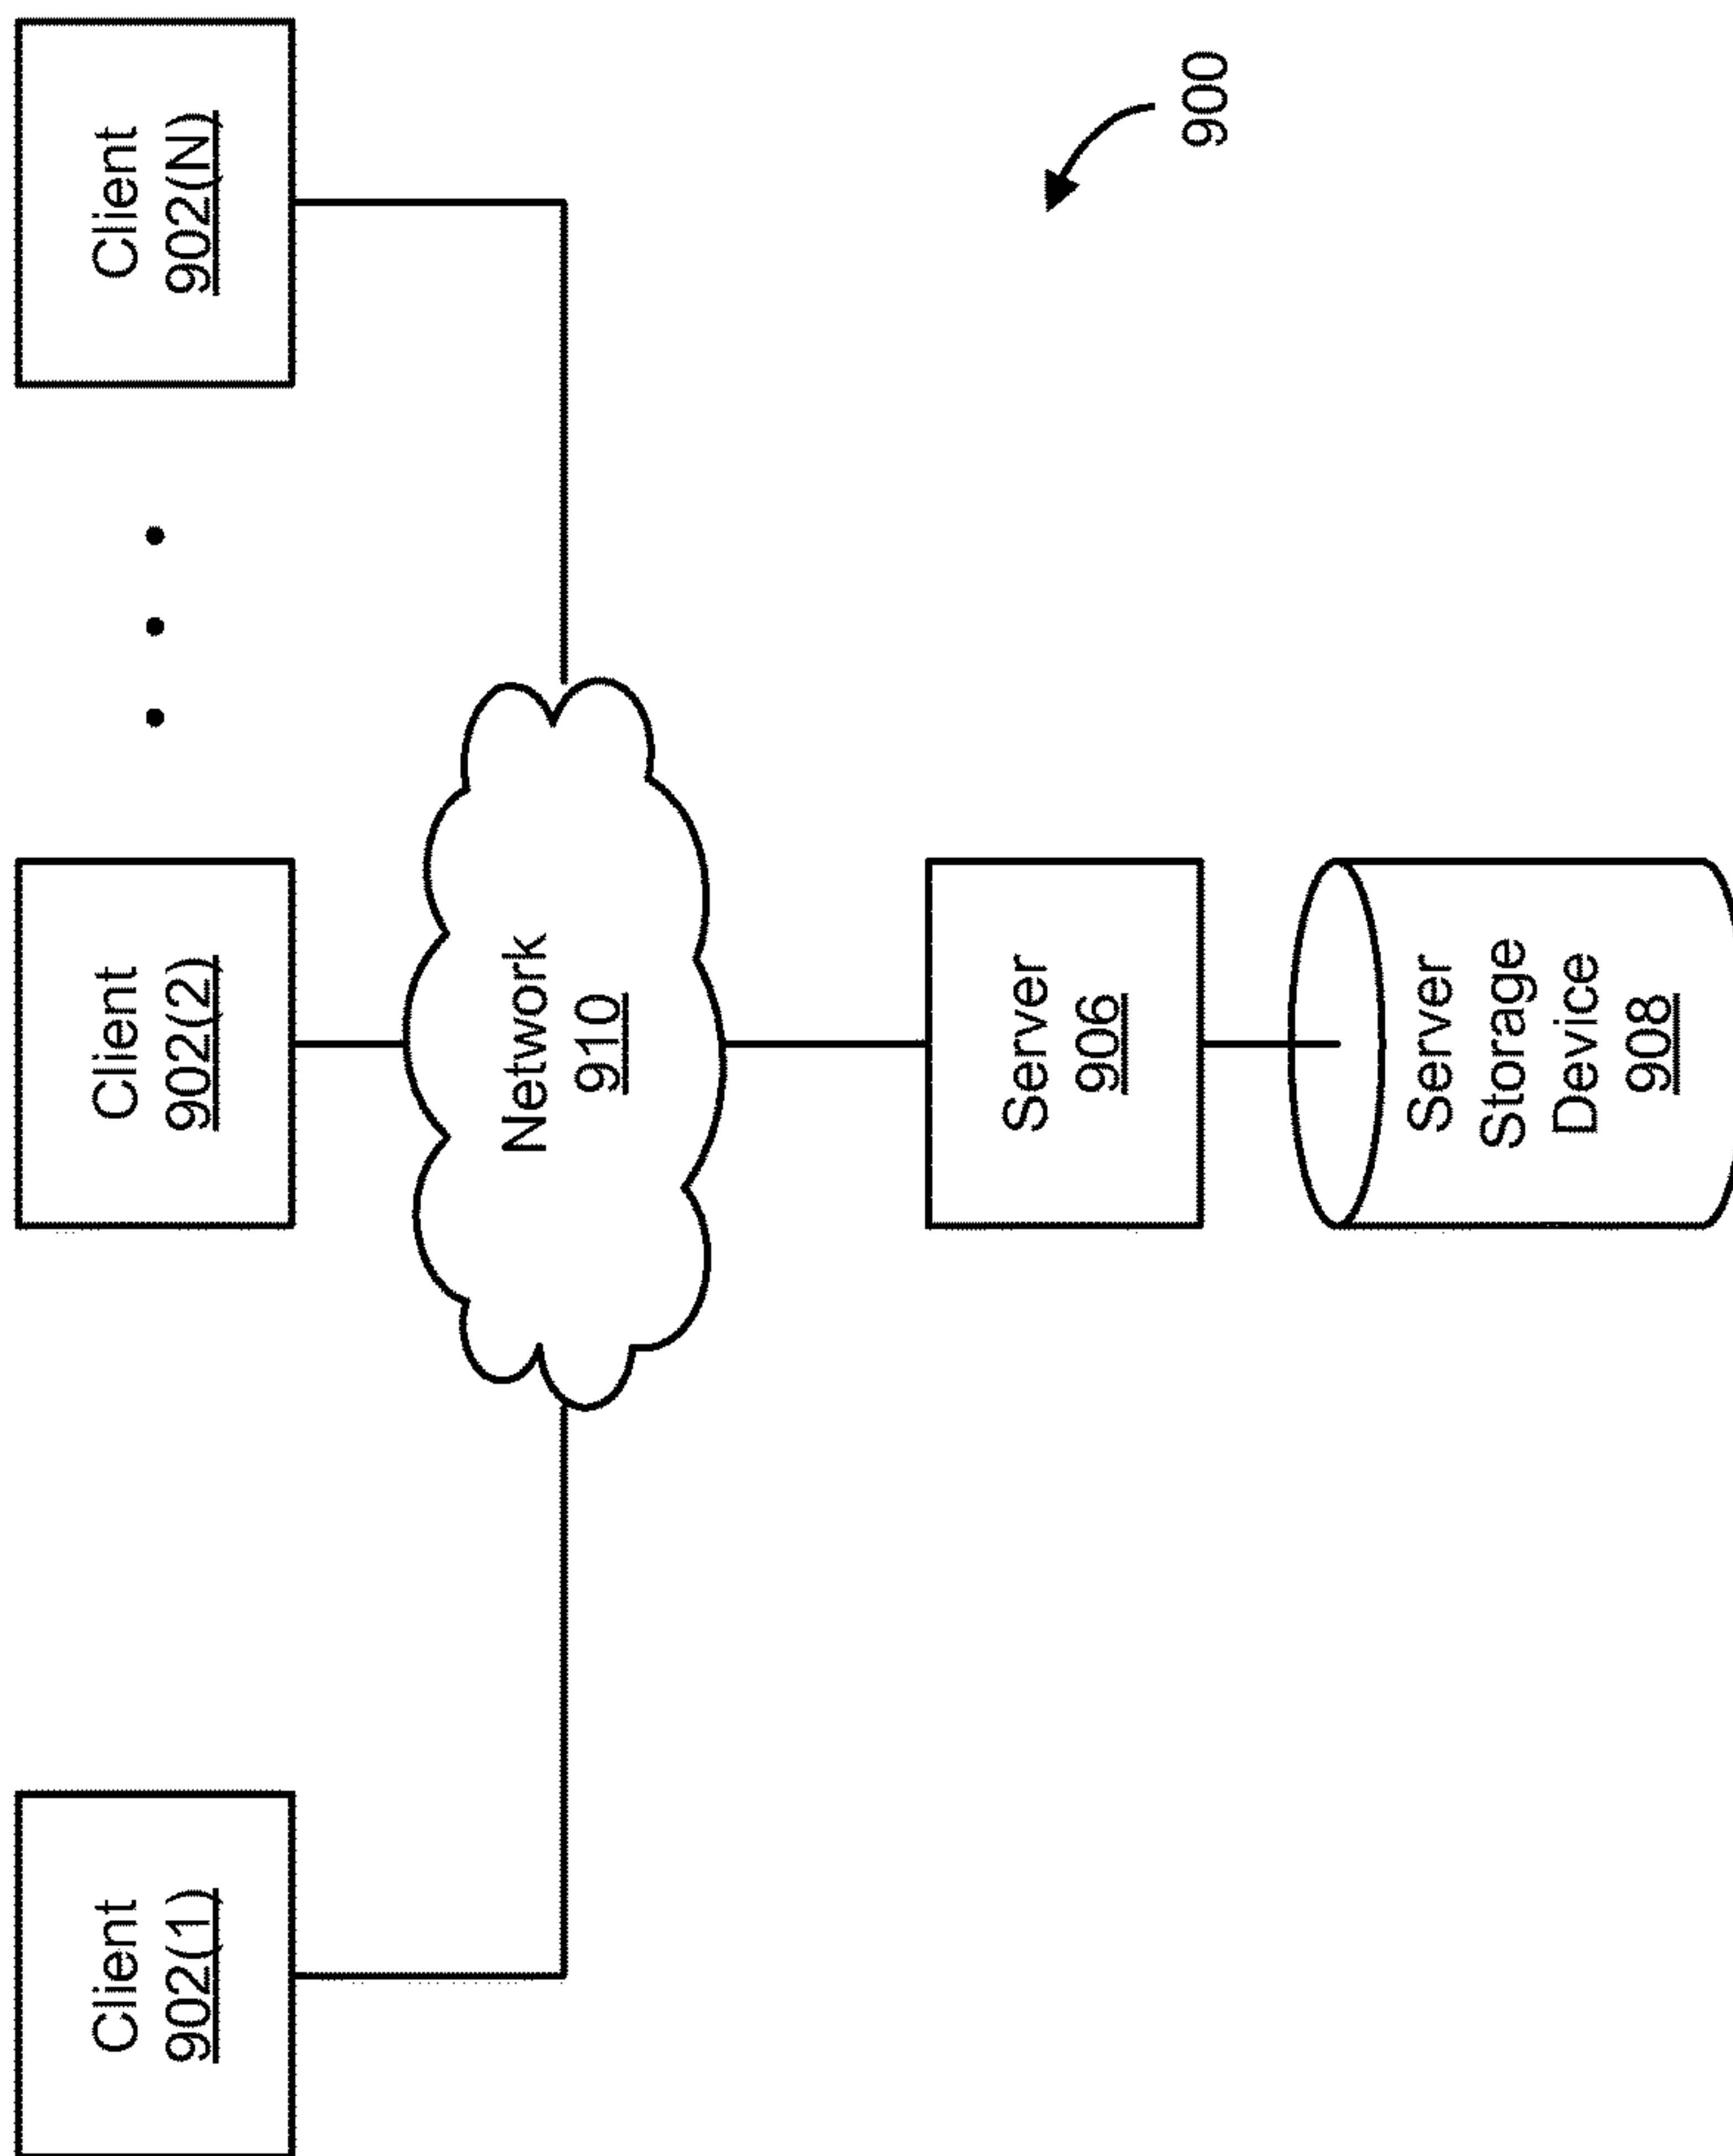 Client
902(1)
Client
902(2)
Client
902(N)
Network
910
Server
906
Server
Storage
Device
908
900